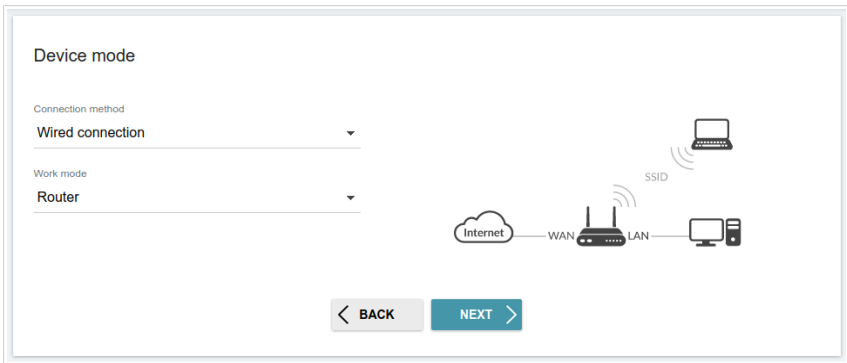 Device mode
Connection method
Wired connection
Work mode
Router
SSID
Internet
WAN
LAN
BACK
NEXT